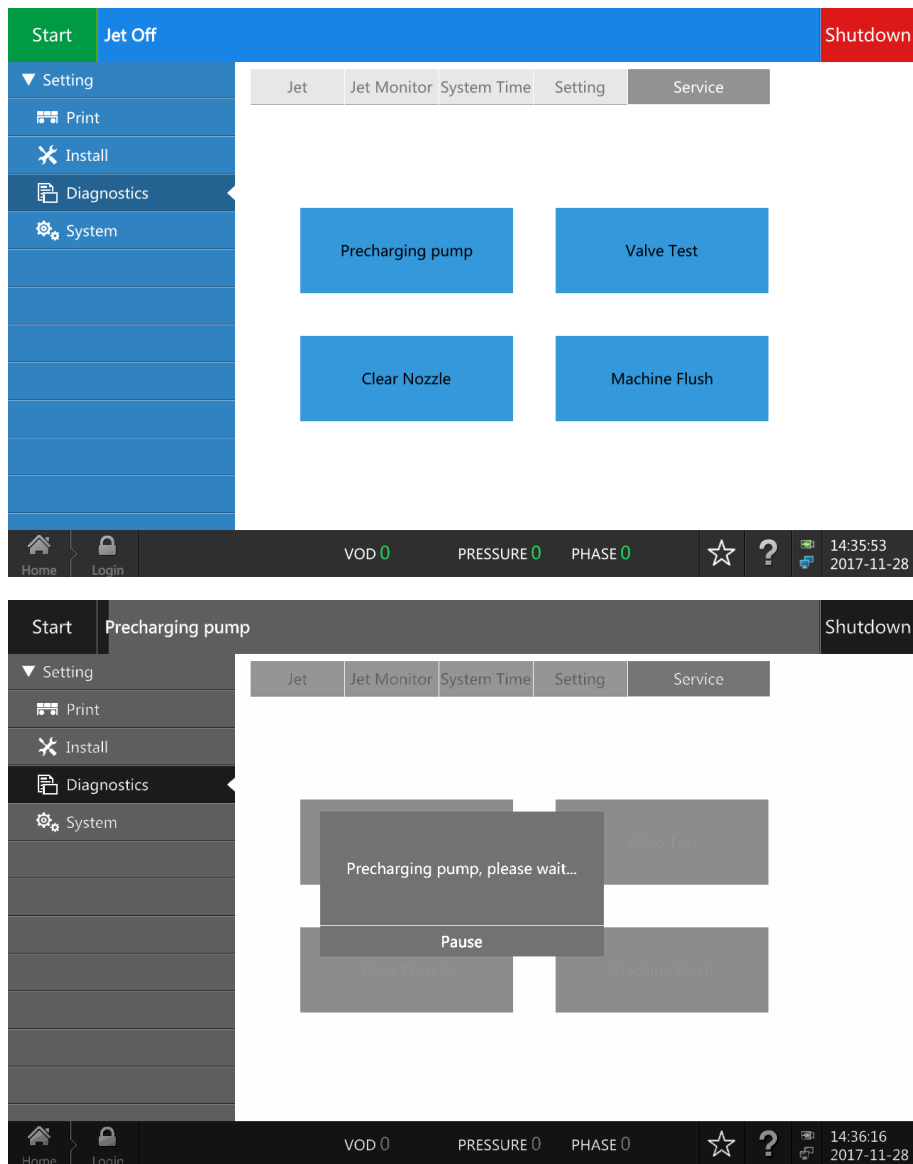 Start
Jet Off
Shutdown
Setting
Print
Install
Diagnostics
System
Jet
Jet Monitor
System Time
Setting
Service
Precharging pump
Valve Test
Clear Nozzle
Machine Flush
Home
Login
VOD 0
PRESSURE 0
PHASE 0
?
14:35:53
2017-11-28
Start
Precharging pump
Shutdown
Setting
Print
Install
Diagnostics
System
Jet
Jet Monitor
System Time
Setting
Service
Valve Test
Precharging pump, please wait...
Pause
Clear Nozzle
Machine Flush
Home
Login
VOD 0
PRESSURE 0
PHASE 0
?
14:36:16
2017-11-28